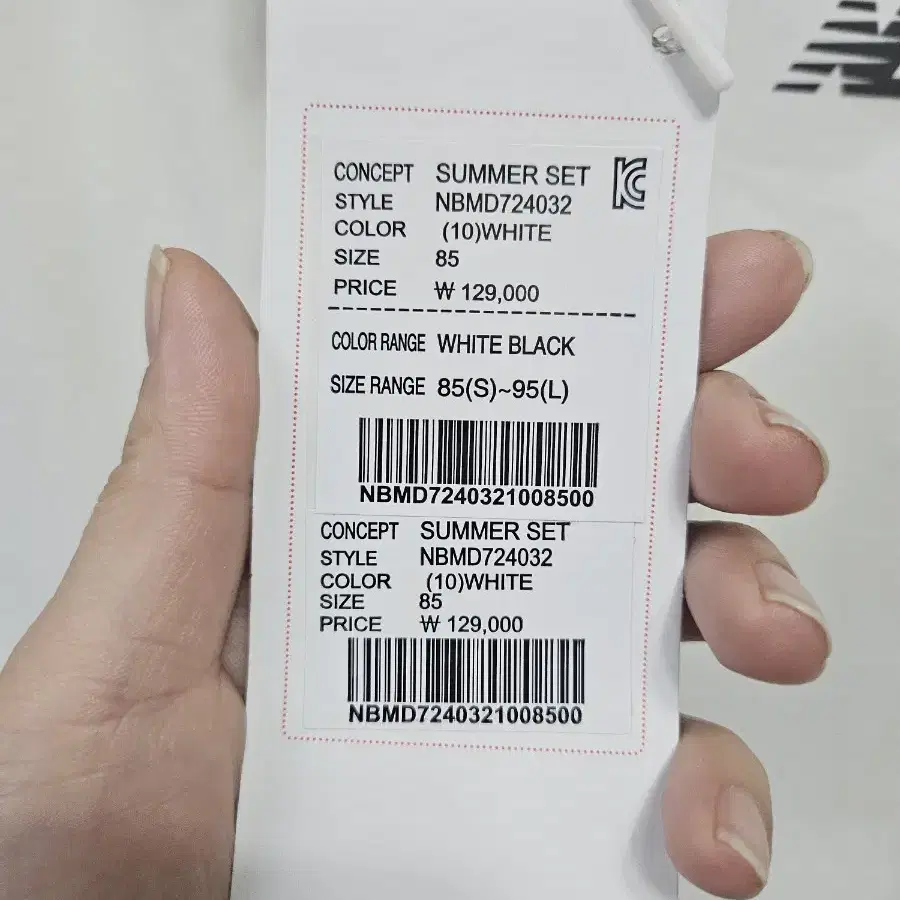 CONCEPT SUMMER SET
STYLE NBMD724032
COLOR (10)WHITE
SIZE 85
PRICE ₩ 129,000
COLOR RANGE WHITE BLACK
SIZE RANGE 85(S)~95(L)
NBMD7240321008500
CONCEPT SUMMER SET
STYLE NBMD724032
COLOR (10)WHITE
SIZE 85
PRICE ₩ 129,000
NBMD7240321008500